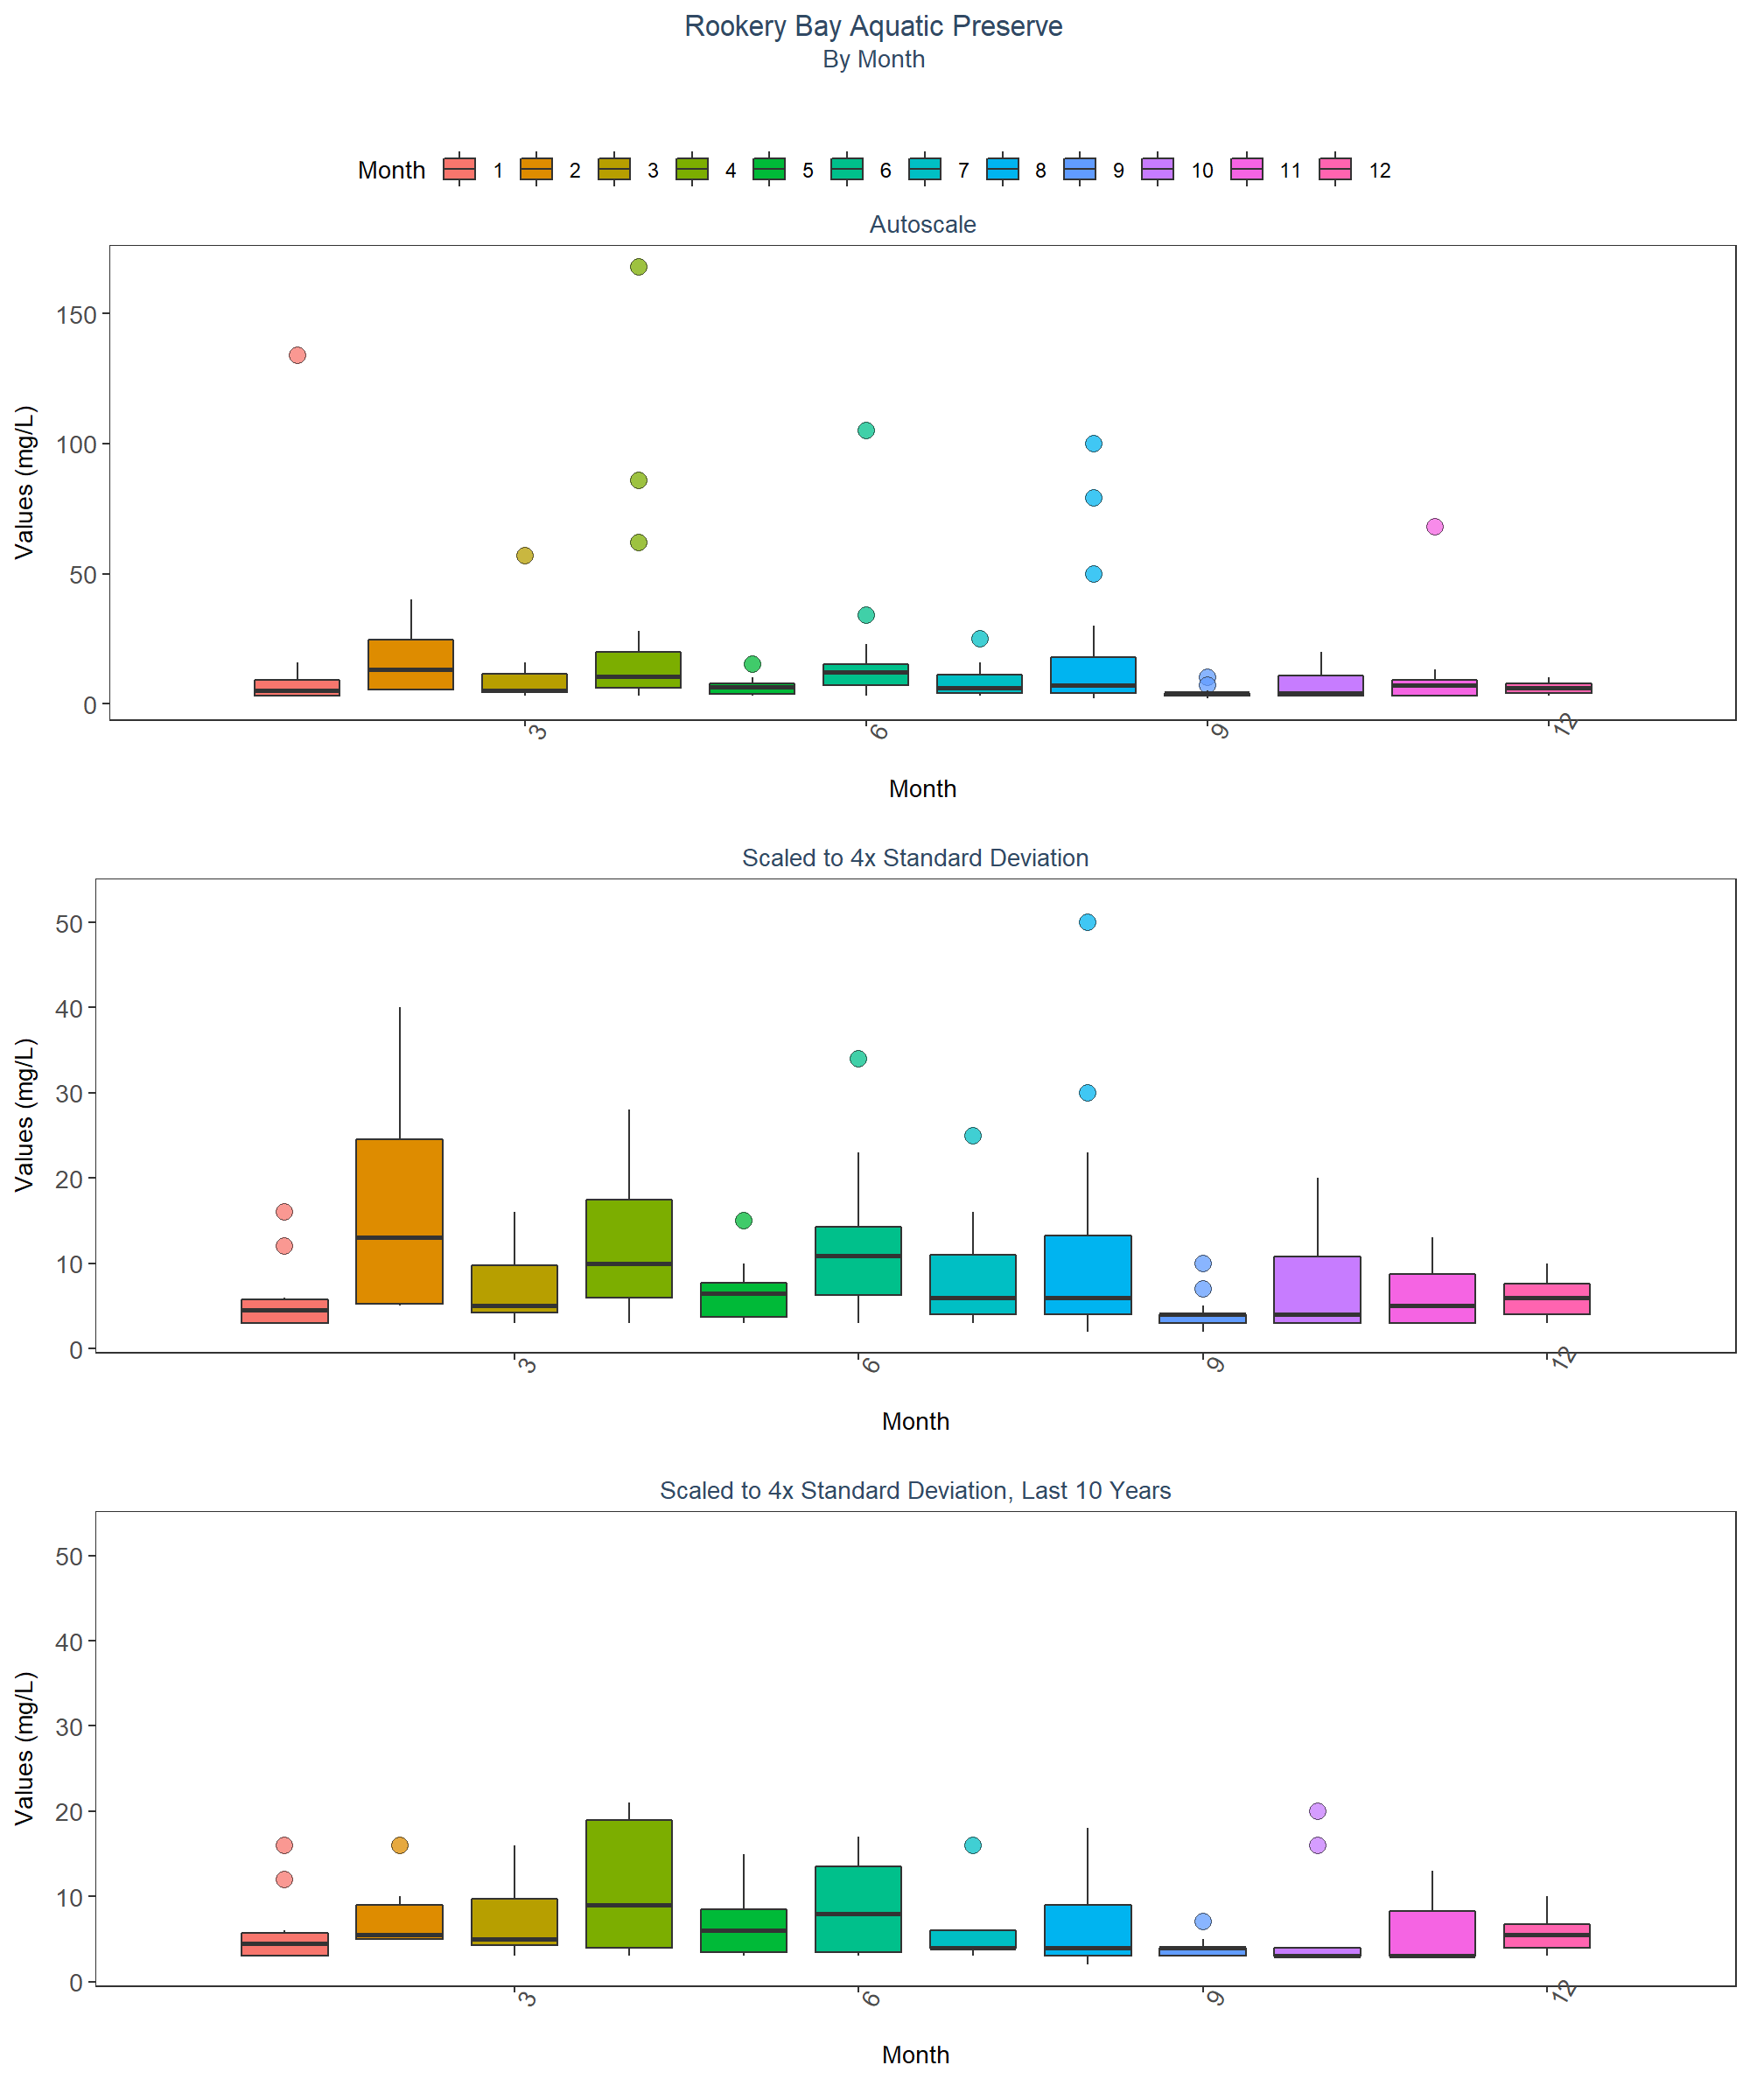 Rookery Bay Aquatic Preserve
By Month
Month 1 2 3 4 5 6 7 8 9 10 11 12
Autoscale
Values (mg/L)
150
100
50
0
3 6 9 12
Month
Scaled to 4x Standard Deviation
Values (mg/L)
50
40
30
20
10
0
3 6 9 12
Month
Scaled to 4x Standard Deviation, Last 10 Years
Values (mg/L)
50
40
30
20
10
0
3 6 9 12
Month